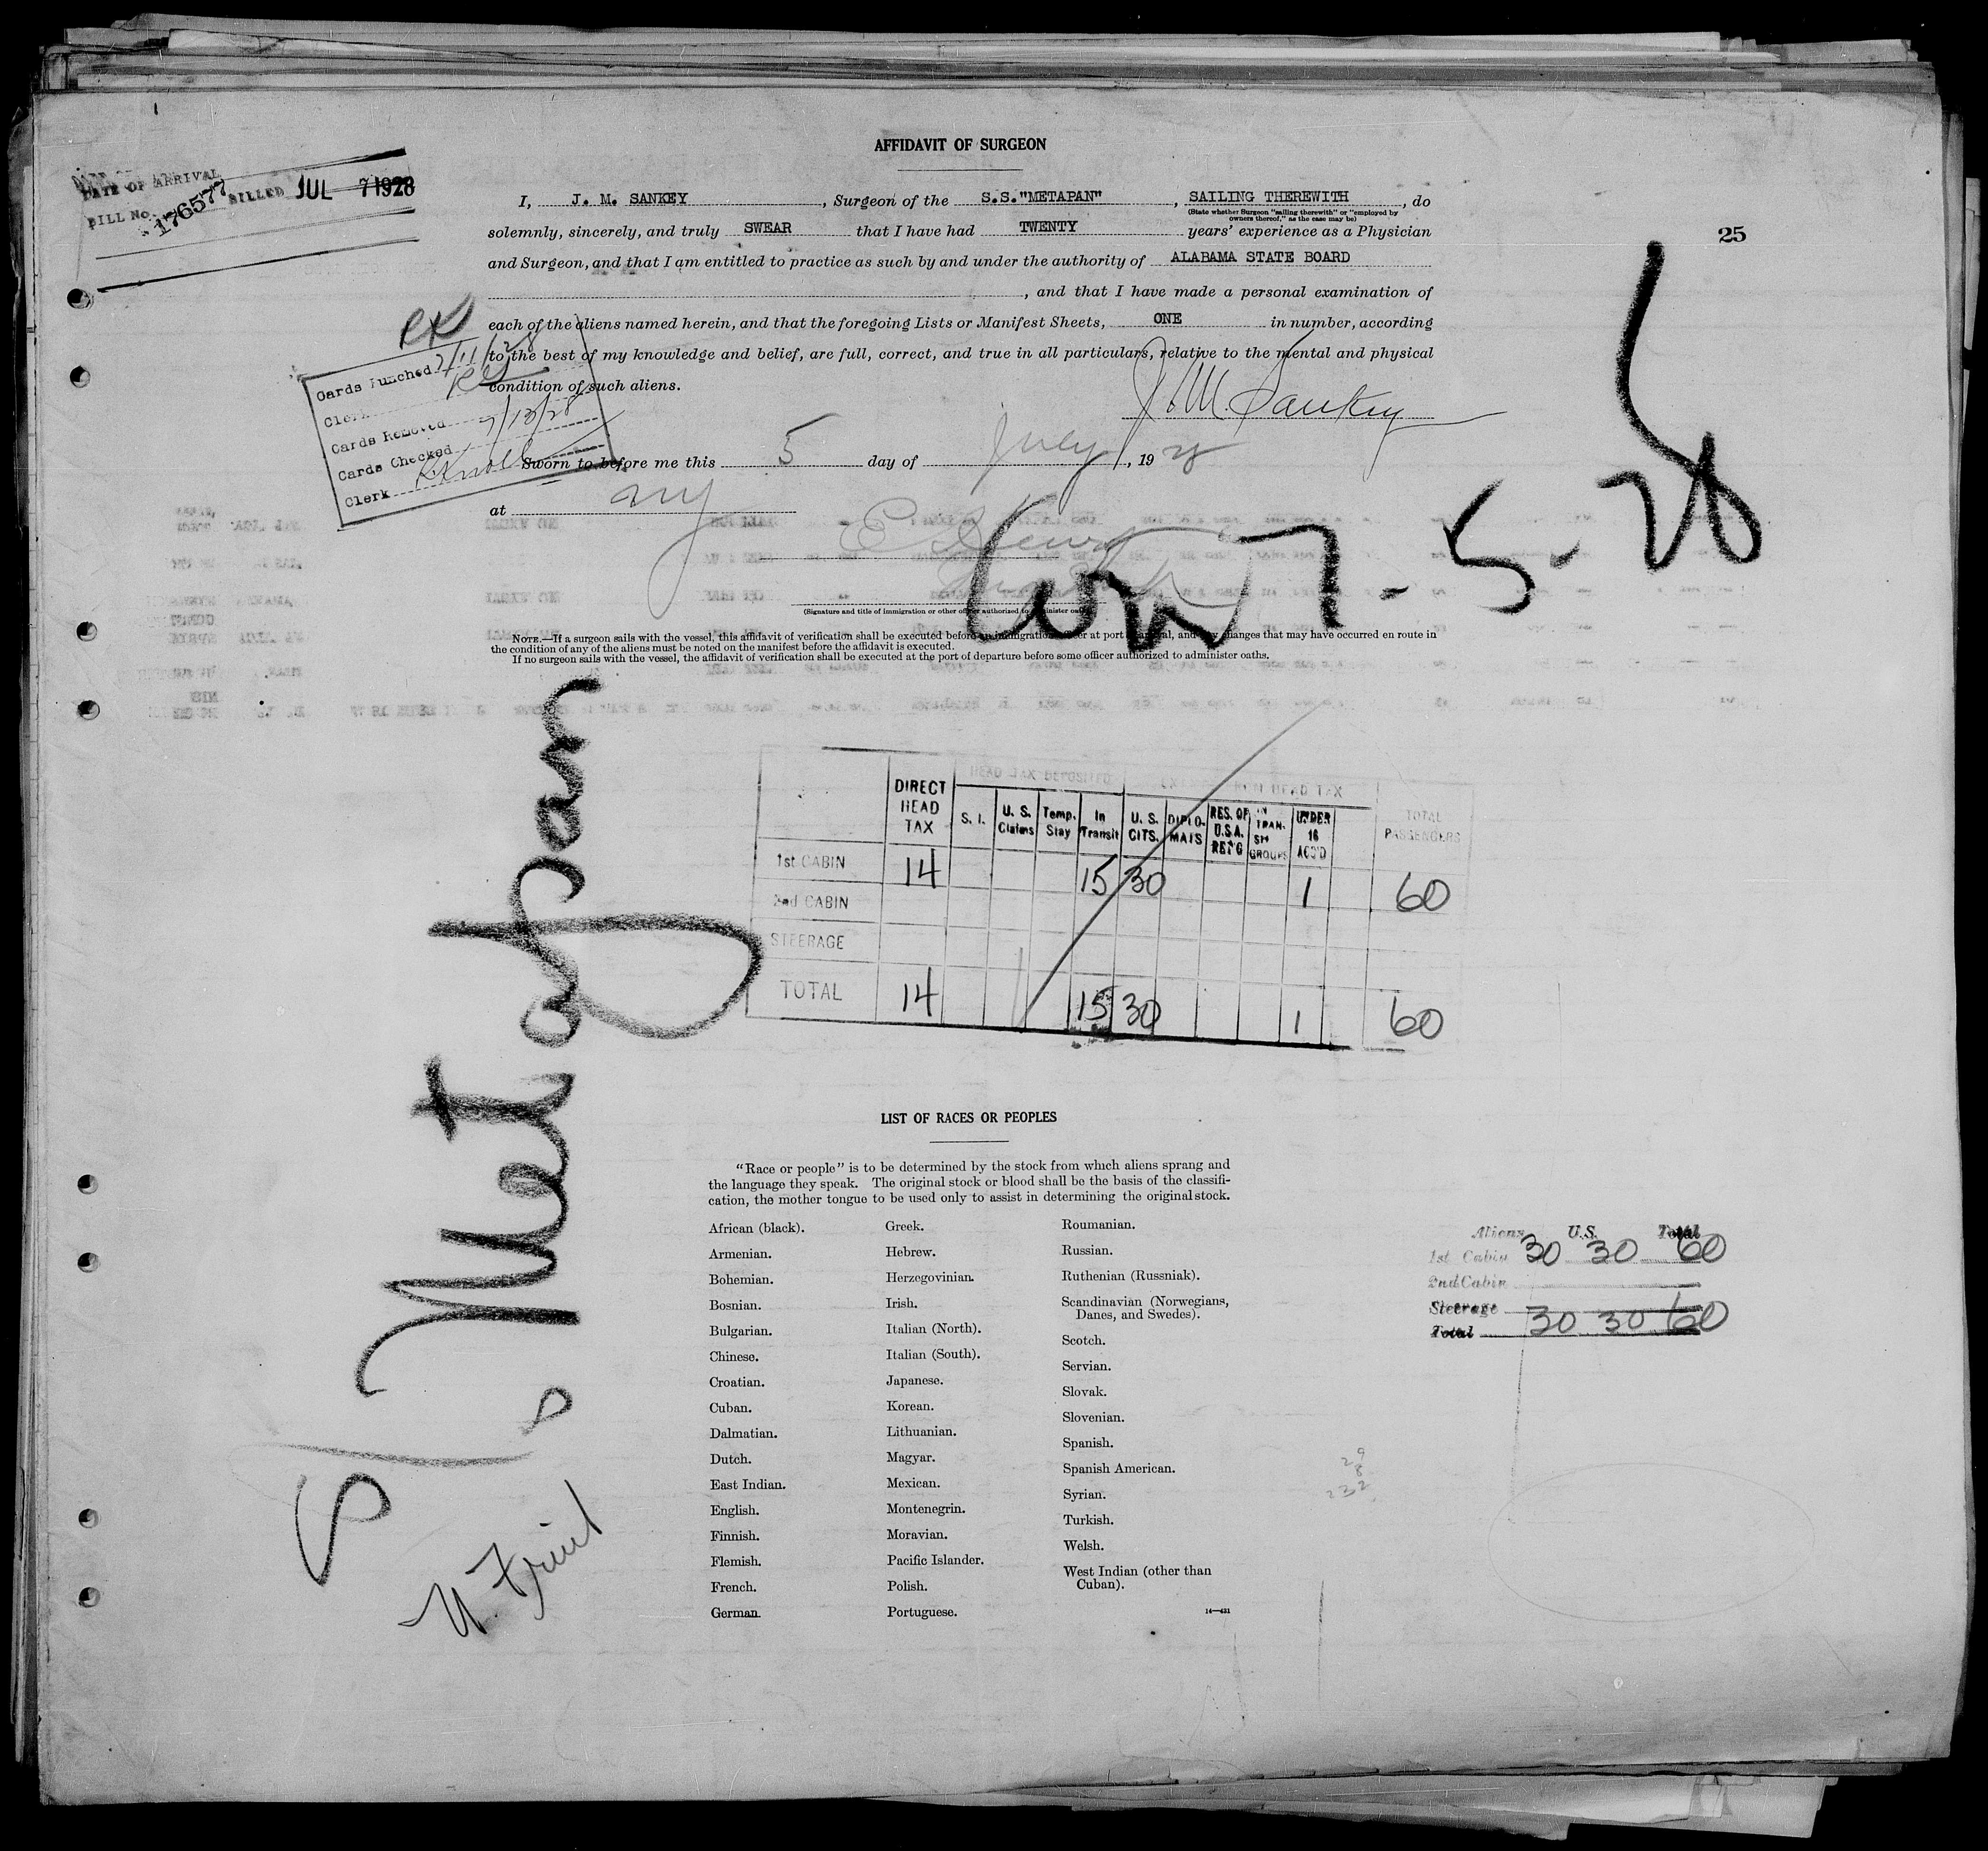 AFFIDAVIT OF SURGEON
DATE OF ARRIVAL
BILL No. 176577 BILLED JUL 7 1928
25
I, J. M. SANKEY, Surgeon of the S.S."METAPAN", SAILING THEREWITH, do
(State whether Surgeon "sailing therewith" or "employed by
owners thereof," as the case may be)
solemnly, sincerely, and truly SWEAR that I have had TWENTY years' experience as a Physician
and Surgeon, and that I am entitled to practice as such by and under the authority of ALABAMA STATE BOARD
, and that I have made a personal examination of
each of the aliens named herein, and that the foregoing Lists or Manifest Sheets, ONE in number, according
to the best of my knowledge and belief, are full, correct, and true in all particulars, relative to the mental and physical
condition of such aliens.
J. M. Sankey
Cards Punched 7/11/28
Clerk
Cards Removed
Cards Checked 7/13/28
Clerk
Sworn to before me this 5 day of July, 1928
at NY
(Signature and title of immigration or other officer authorized to administer oaths)
7-5-28
NOTE.—If a surgeon sails with the vessel, this affidavit of verification shall be executed before an immigration officer at port of arrival, and any changes that may have occurred en route in
the condition of any of the aliens must be noted on the manifest before the affidavit is executed.
If no surgeon sails with the vessel, the affidavit of verification shall be executed at the port of departure before some officer authorized to administer oaths.
SS Metapan
U. Fruit
HEAD TAX DEPOSITED EXEMPT FROM HEAD TAX
DIRECT HEAD TAX S. I. U. S. Claims Temp. Stay In Transit U. S. CITS. DIPLOMATS RES. OF U.S.A. RET'G IN TRANSIT GROUPS UNDER 16 ACC'D TOTAL PASSENGERS
1st CABIN 14 15 30 1 60
2nd CABIN
STEERAGE
TOTAL 14 15 30 1 60
LIST OF RACES OR PEOPLES
"Race or people" is to be determined by the stock from which aliens sprang and
the language they speak. The original stock or blood shall be the basis of the classifi-
cation, the mother tongue to be used only to assist in determining the original stock.
African (black).
Armenian.
Bohemian.
Bosnian.
Bulgarian.
Chinese.
Croatian.
Cuban.
Dalmatian.
Dutch.
East Indian.
English.
Finnish.
Flemish.
French.
German.
Greek.
Hebrew.
Herzegovinian.
Irish.
Italian (North).
Italian (South).
Japanese.
Korean.
Lithuanian.
Magyar.
Mexican.
Montenegrin.
Moravian.
Pacific Islander.
Polish.
Portuguese.
Roumanian.
Russian.
Ruthenian (Russniak).
Scandinavian (Norwegians,
Danes, and Swedes).
Scotch.
Servian.
Slovak.
Slovenian.
Spanish.
Spanish American.
Syrian.
Turkish.
Welsh.
West Indian (other than
Cuban).
14—431
Aliens U.S. Total
1st Cabin 30 30 60
2nd Cabin
Steerage
Total 30 30 60
29
8
232